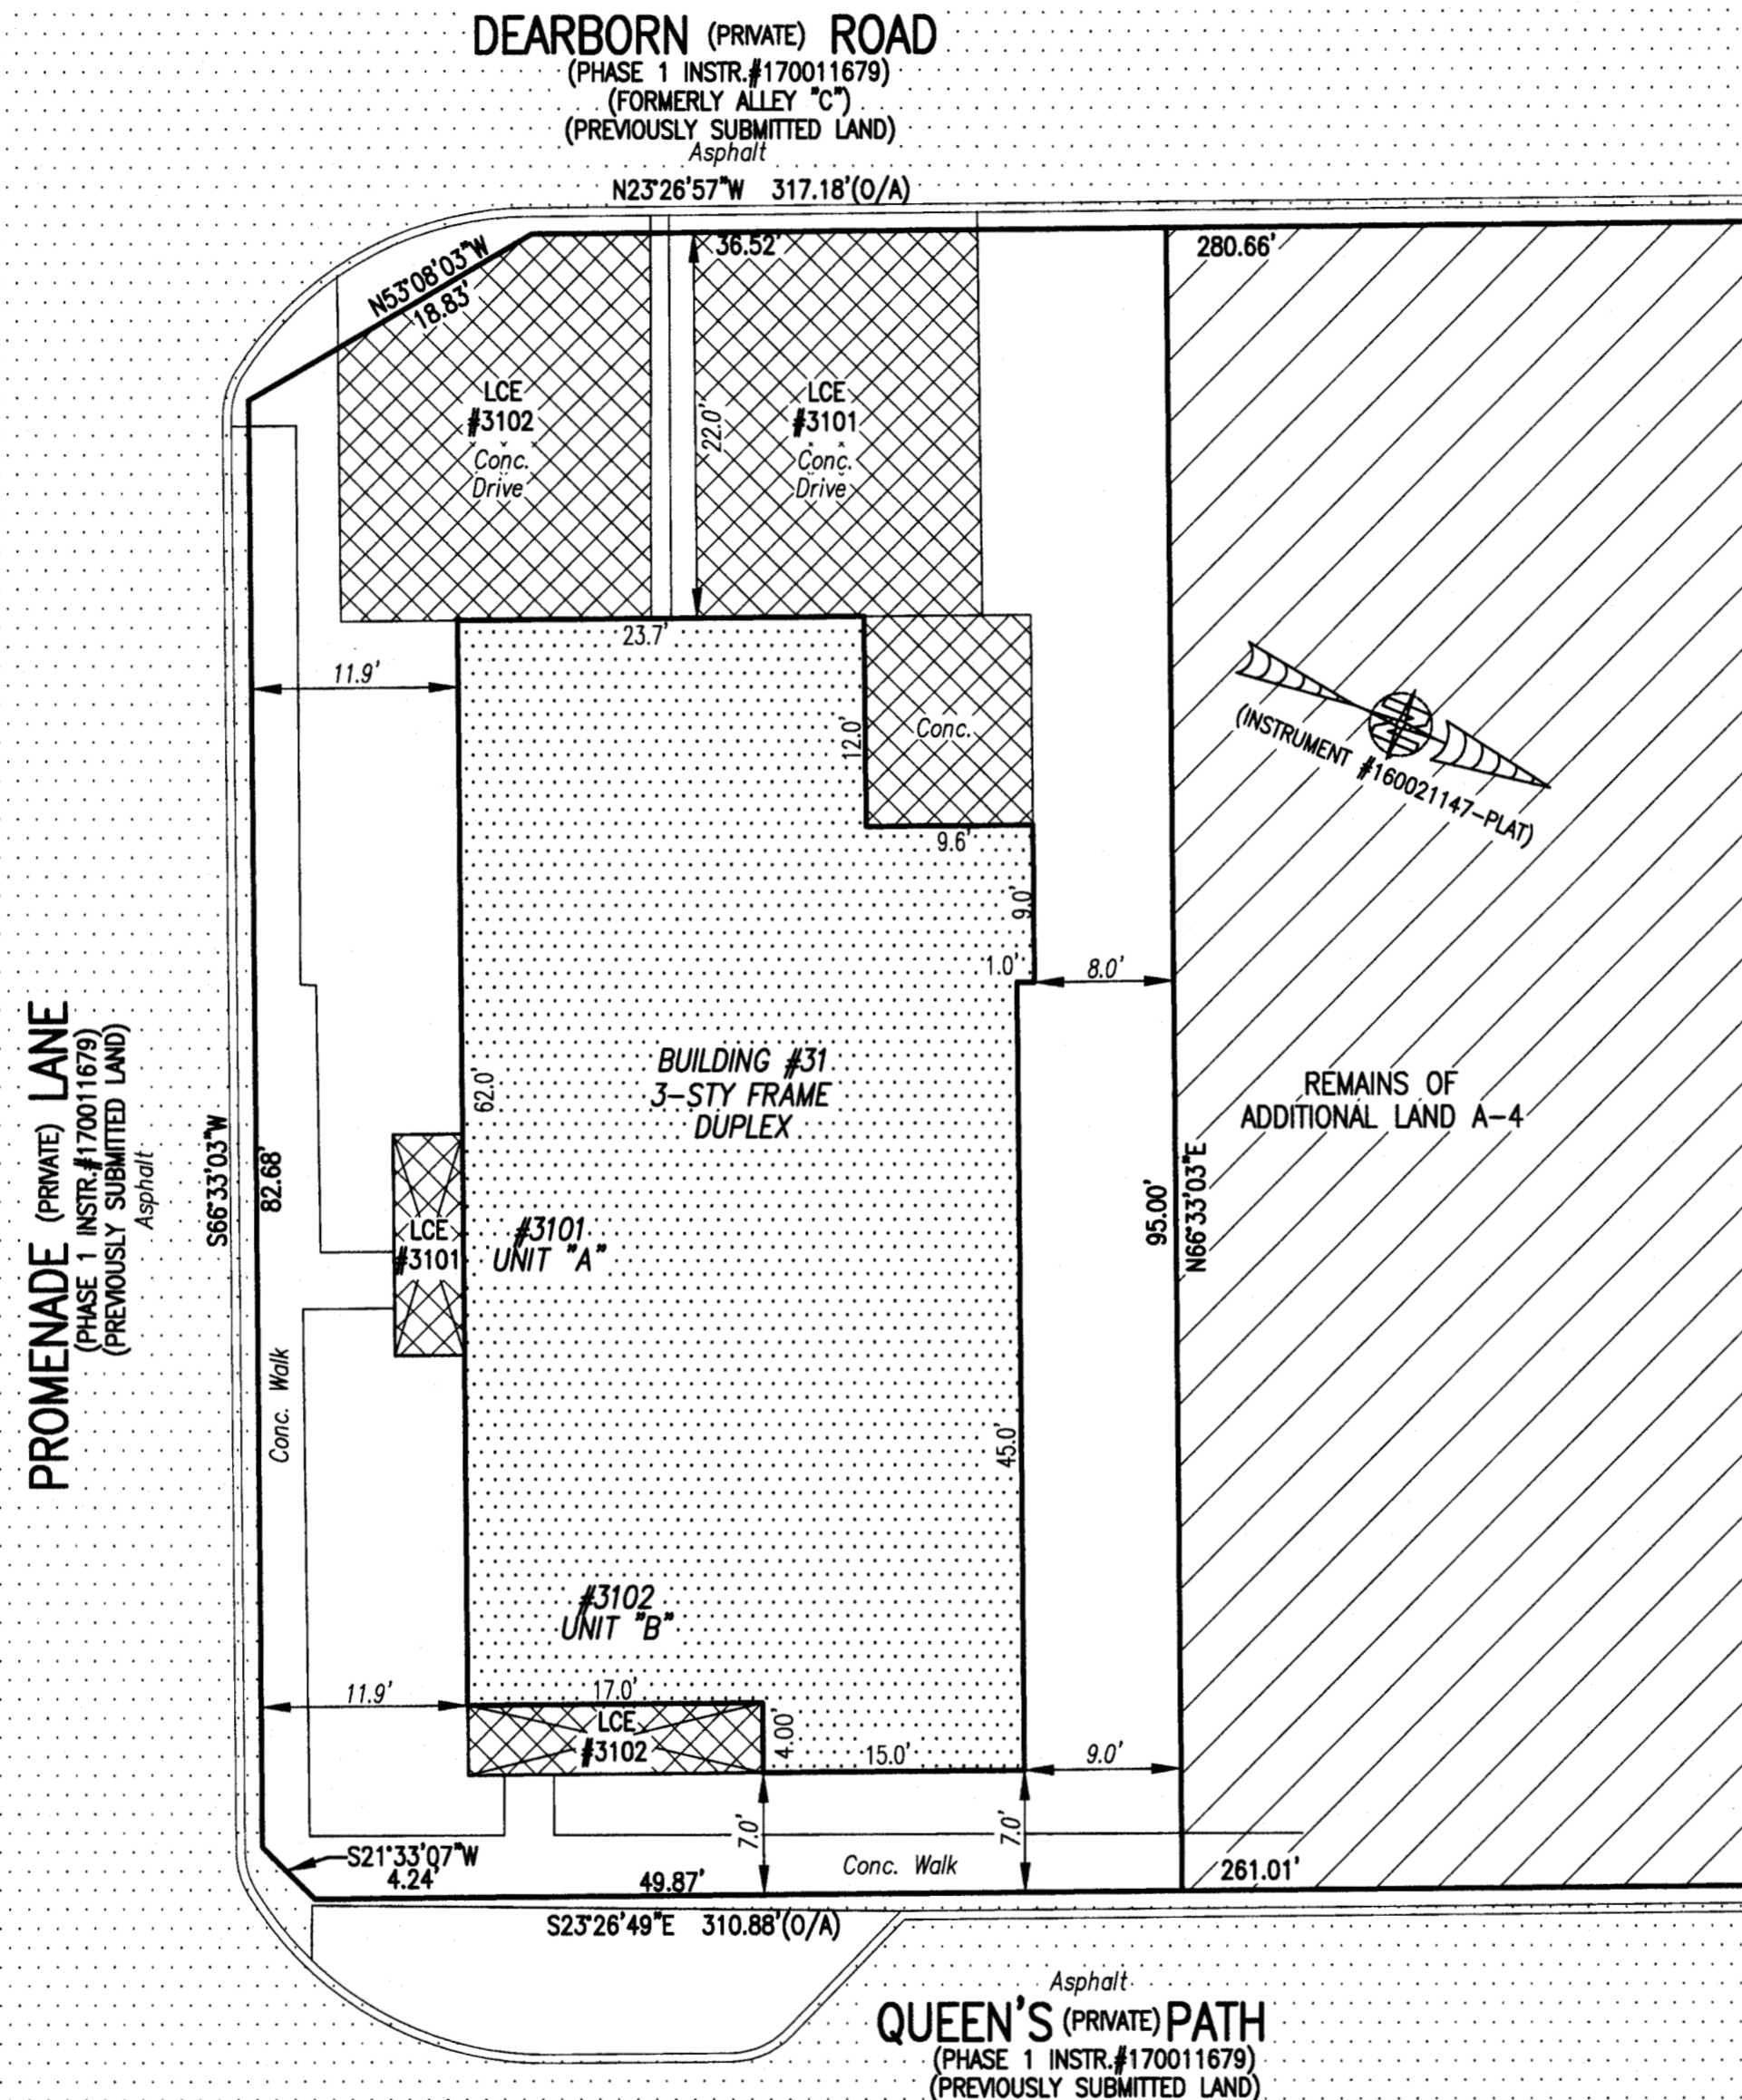 DEARBORN (PRIVATE) ROAD
(PHASE 1 INSTR.#170011679)
(FORMERLY ALLEY "C")
(PREVIOUSLY SUBMITTED LAND)
Asphalt
N23°26'57"W 317.18'(O/A)
N53°08'03"W
18.83'
36.52'
280.66'
LCE
#3102
Conc.
Drive
22.0'
LCE
#3101
Conc.
Drive
23.7'
11.9'
12.0'
Conc.
9.6'
9.0'
1.0'
8.0'
(INSTRUMENT #160021147-PLAT)
BUILDING #31
3-STY FRAME
DUPLEX
62.0'
REMAINS OF
ADDITIONAL LAND A-4
PROMENADE (PRIVATE) LANE
(PHASE 1 INSTR.#170011679)
(PREVIOUSLY SUBMITTED LAND)
Asphalt
S66°33'03"W
82.68'
LCE
#3101
#3101
UNIT "A"
95.00'
N66°33'03"E
Conc. Walk
45.0'
#3102
UNIT "B"
11.9'
17.0'
LCE
#3102
4.00'
15.0'
9.0'
7.0'
7.0'
S21°33'07"W
4.24'
49.87'
Conc. Walk
261.01'
S23°26'49"E 310.88'(O/A)
Asphalt
QUEEN'S (PRIVATE) PATH
(PHASE 1 INSTR.#170011679)
(PREVIOUSLY SUBMITTED LAND)